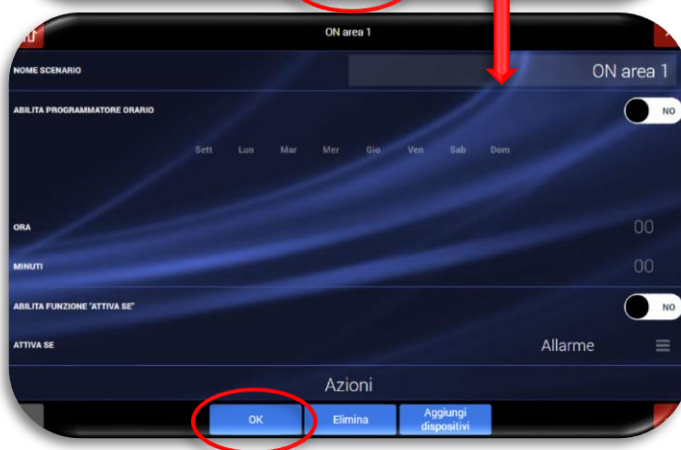 ON area 1
NOME SCENARIO ON area 1
ABILITA PROGRAMMATORE ORARIO NO
Sett Lun Mar Mer Gio Ven Sab Dom
ORA 00
MINUTI 00
ABILITA FUNZIONE "ATTIVA SE" NO
ATTIVA SE Allarme
Azioni
OK Elimina Aggiungi
dispositivi